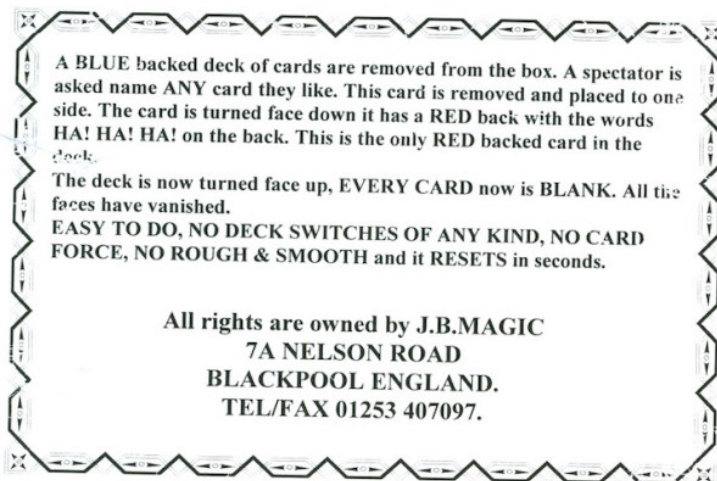 A BLUE backed deck of cards are removed from the box. A spectator is
asked name ANY card they like. This card is removed and placed to one
side. The card is turned face down it has a RED back with the words
HA! HA! HA! on the back. This is the only RED backed card in the
deck.
The deck is now turned face up, EVERY CARD now is BLANK. All the
faces have vanished.
EASY TO DO, NO DECK SWITCHES OF ANY KIND, NO CARD
FORCE, NO ROUGH & SMOOTH and it RESETS in seconds.
All rights are owned by J.B.MAGIC
7A NELSON ROAD
BLACKPOOL ENGLAND.
TEL/FAX 01253 407097.